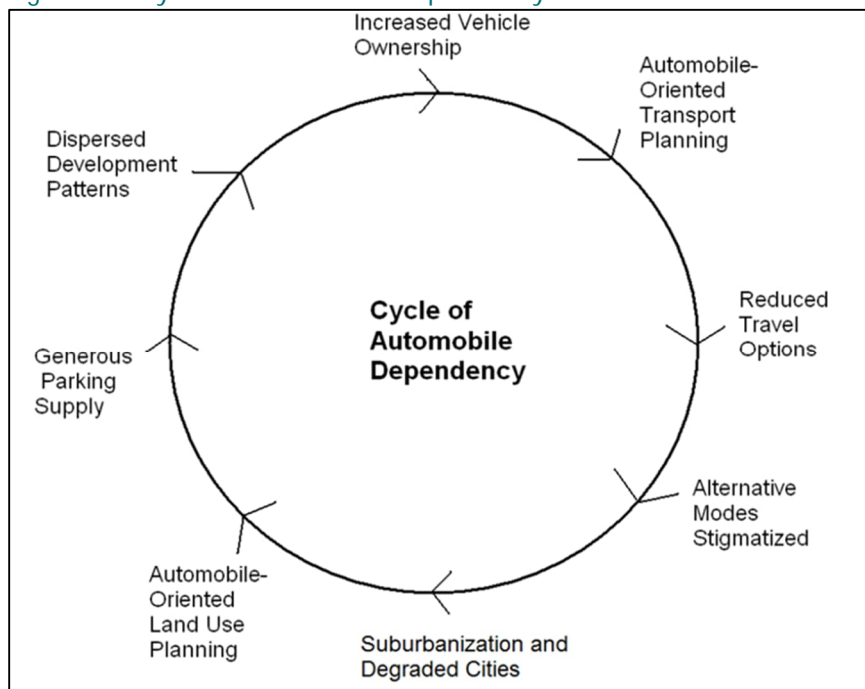 Increased Vehicle
Ownership
Automobile-
Oriented
Transport
Planning
Dispersed
Development
Patterns
Reduced
Travel
Options
Cycle of
Automobile
Dependency
Generous
Parking
Supply
Alternative
Modes
Stigmatized
Automobile-
Oriented
Land Use
Planning
Suburbanization and
Degraded Cities